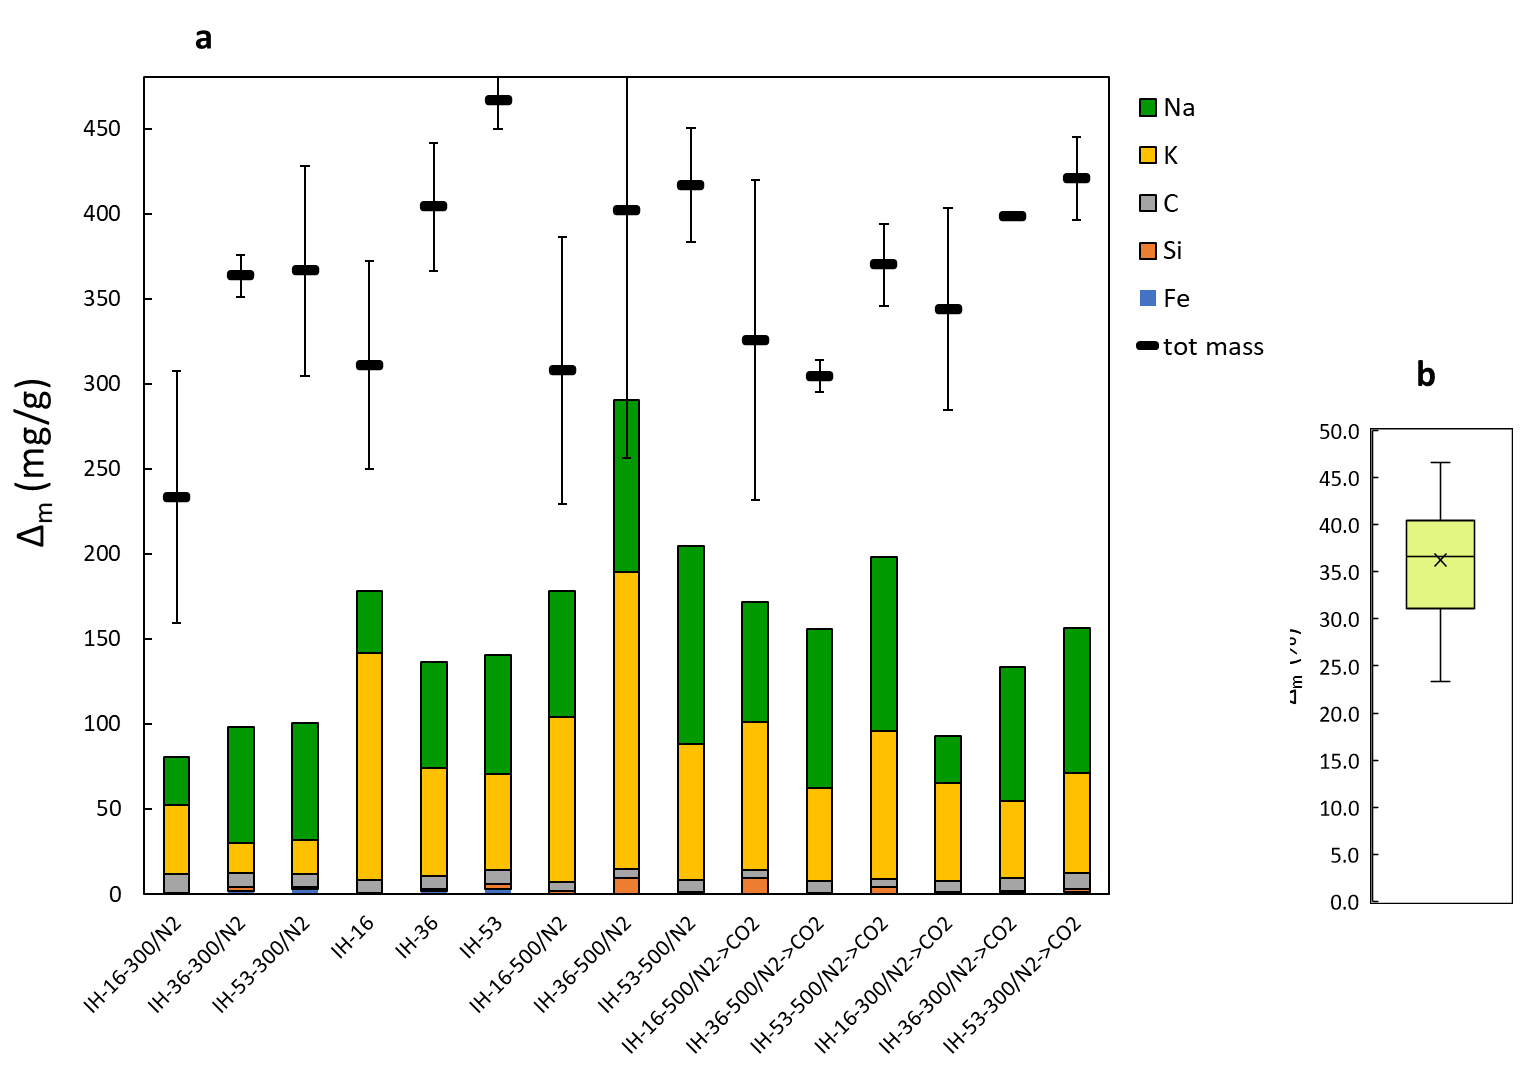 a
Δm (mg/g)
450
400
350
300
250
200
150
100
50
0
IH-16-300/N2
IH-36-300/N2
IH-53-300/N2
IH-16
IH-36
IH-53
IH-16-500/N2
IH-36-500/N2
IH-53-500/N2
IH-16-500/N2->CO2
IH-36-500/N2->CO2
IH-53-500/N2->CO2
IH-16-300/N2->CO2
IH-36-300/N2->CO2
IH-53-300/N2->CO2
Na
K
C
Si
Fe
tot mass
b
50.0
45.0
40.0
35.0
30.0
25.0
20.0
15.0
10.0
5.0
0.0